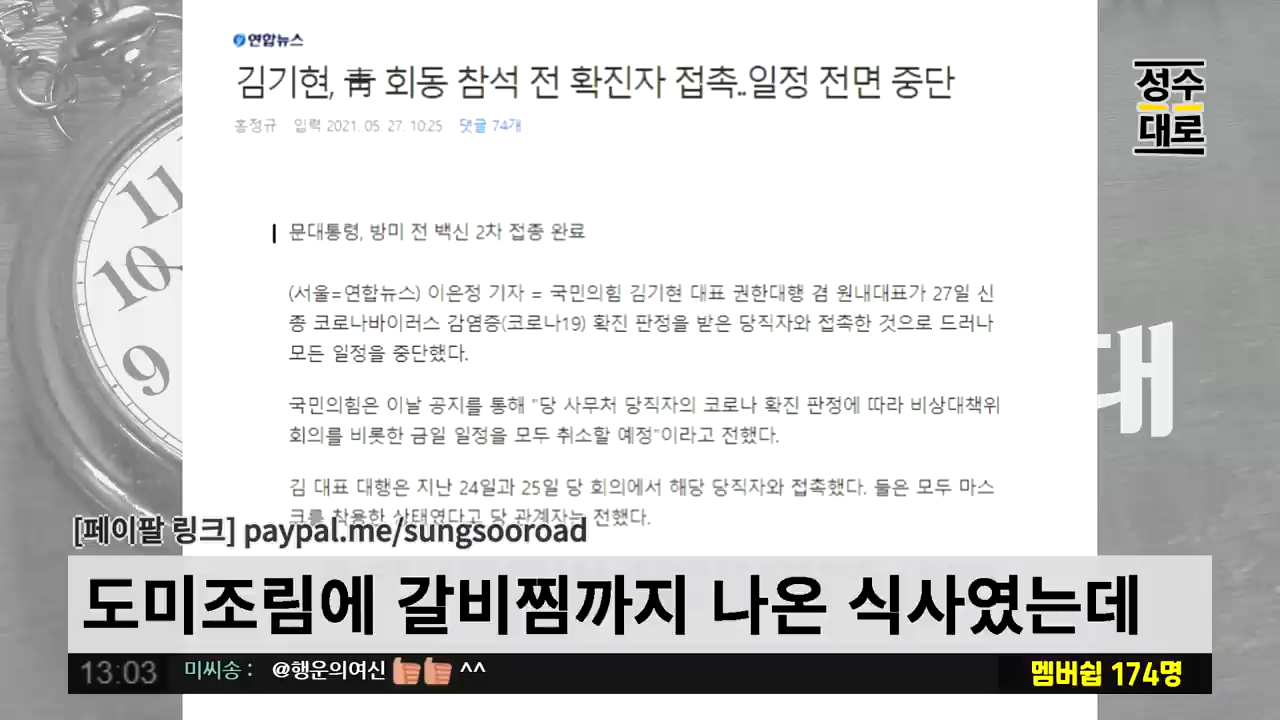 연합뉴스
김기현, 靑 회동 참석 전 확진자 접촉..일정 전면 중단
홍정규 입력 2021. 05. 27. 10:25 댓글 74개
성수
대로
문대통령, 방미 전 백신 2차 접종 완료
(서울=연합뉴스) 이은정 기자 = 국민의힘 김기현 대표 권한대행 겸 원내대표가 27일 신
종 코로나바이러스 감염증(코로나19) 확진 판정을 받은 당직자와 접촉한 것으로 드러나
모든 일정을 중단했다.
국민의힘은 이날 공지를 통해 "당 사무처 당직자의 코로나 확진 판정에 따라 비상대책위
회의를 비롯한 금일 일정을 모두 취소할 예정"이라고 전했다.
김 대표 대행은 지난 24일과 25일 당 회의에서 해당 당직자와 접촉했다. 둘은 모두 마스
크를 착용한 상태였다고 당 관계자는 전했다.
대
11
10
9
[페이팔 링크] paypal.me/sungsooroad
도미조림에 갈비찜까지 나온 식사였는데
13:03 미씨송 : @행운의여신 👍👍 ^^ 멤버쉽 174명